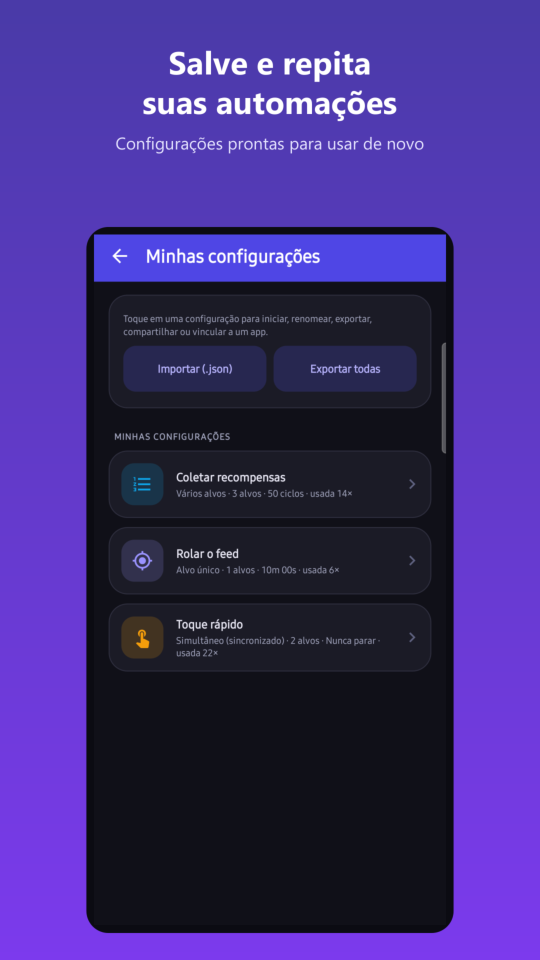 Salve e repita
suas automações
Configurações prontas para usar de novo
Minhas configurações
Toque em uma configuração para iniciar, renomear, exportar,
compartilhar ou vincular a um app.
Importar (.json)
Exportar todas
MINHAS CONFIGURAÇÕES
Coletar recompensas
Vários alvos · 3 alvos · 50 ciclos · usada 14×
Rolar o feed
Alvo único · 1 alvos · 10m 00s · usada 6×
Toque rápido
Simultâneo (sincronizado) · 2 alvos · Nunca parar ·
usada 22×